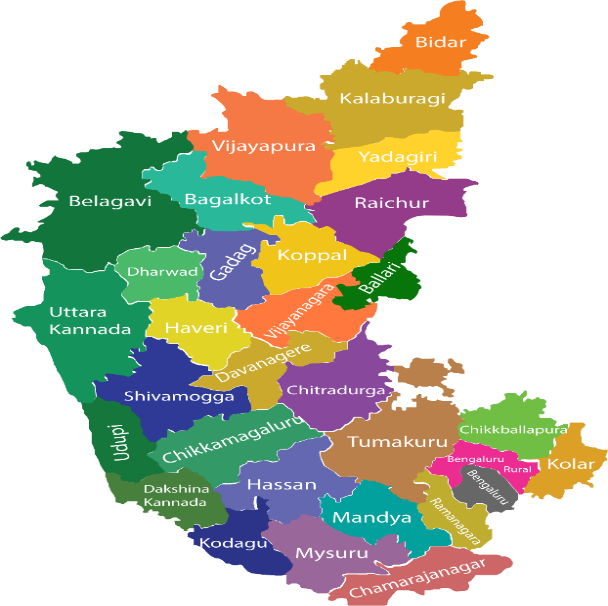 Bidar
Kalaburagi
Vijayapura
Yadagiri
Belagavi
Bagalkot
Raichur
Gadag
Koppal
Dharwad
Ballari
Uttara
Kannada
Haveri
Vijayanagara
Davanagere
Shivamogga
Chitradurga
Udupi
Chikkamagaluru
Tumakuru
Chikkballapura
Bengaluru
Rural
Kolar
Hassan
Bengaluru
Dakshina
Kannada
Mandya
Ramanagara
Kodagu
Mysuru
Chamarajanagar